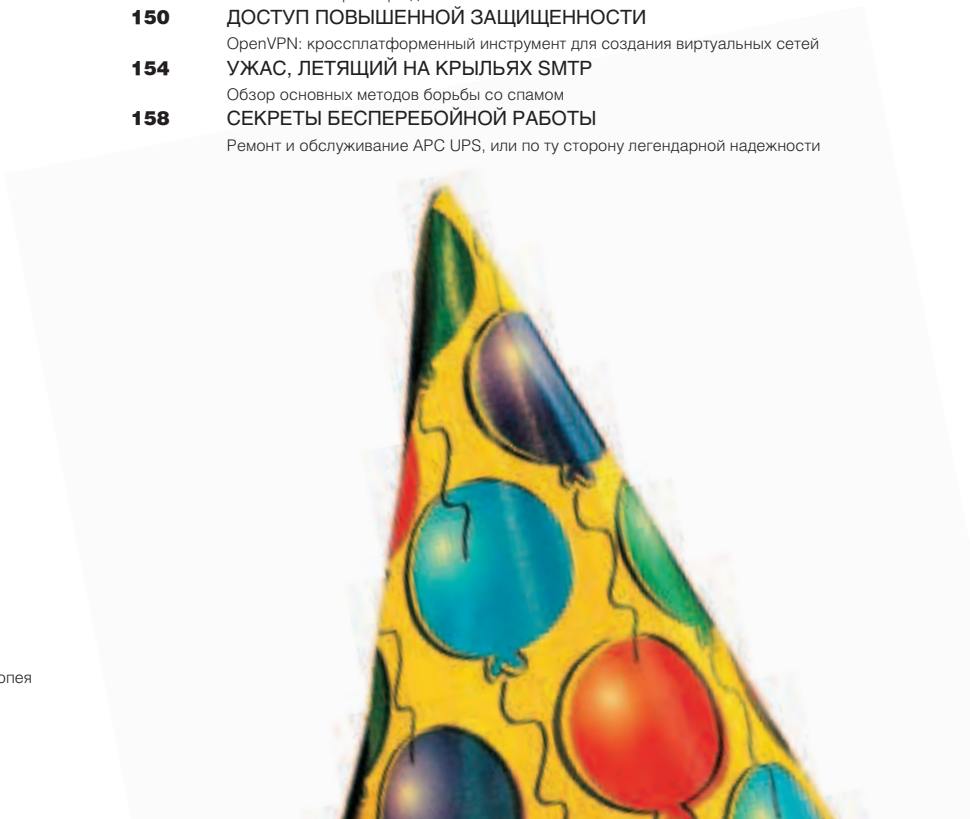 150 ДОСТУП ПОВЫШЕННОЙ ЗАЩИЩЕННОСТИ
OpenVPN: кроссплатформенный инструмент для создания виртуальных сетей
154 УЖАС, ЛЕТЯЩИЙ НА КРЫЛЬЯХ SMTP
Обзор основных методов борьбы со спамом
158 СЕКРЕТЫ БЕСПЕРЕБОЙНОЙ РАБОТЫ
Ремонт и обслуживание APC UPS, или по ту сторону легендарной надежности